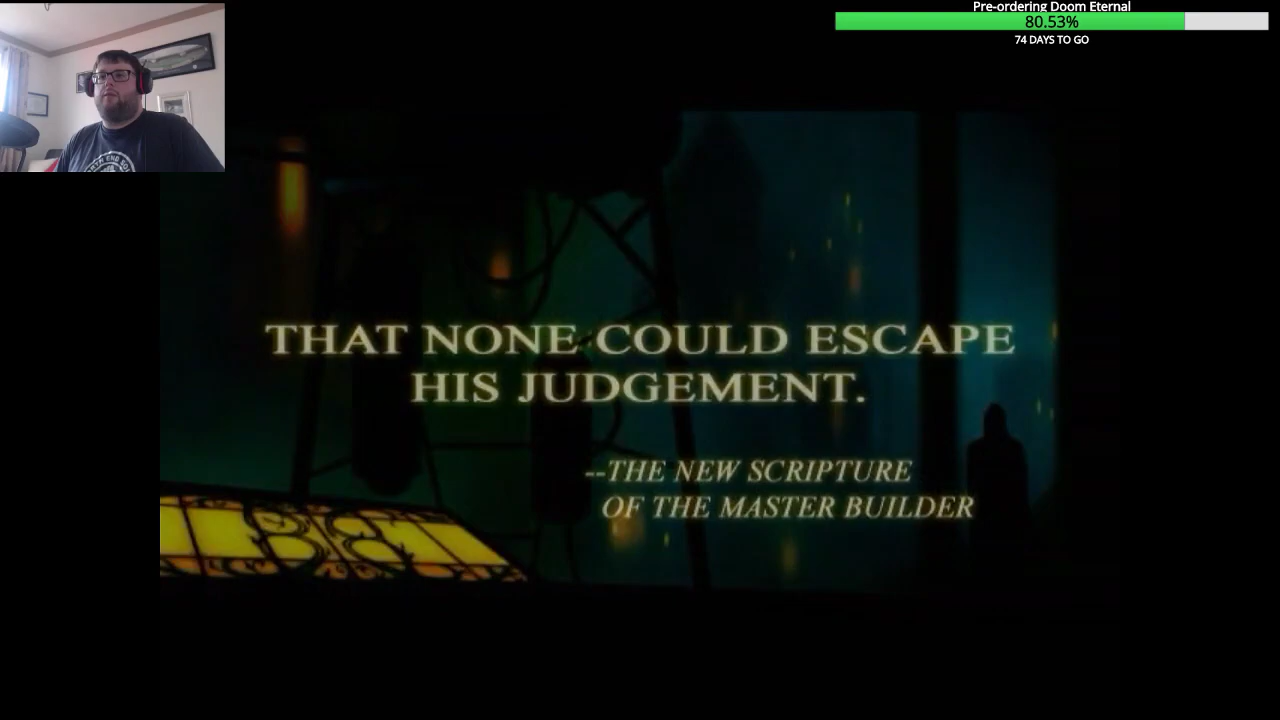 Pre-ordering Doom Eternal
80.53%
74 DAYS TO GO
THAT NONE COULD ESCAPE
HIS JUDGEMENT.
--THE NEW SCRIPTURE
OF THE MASTER BUILDER